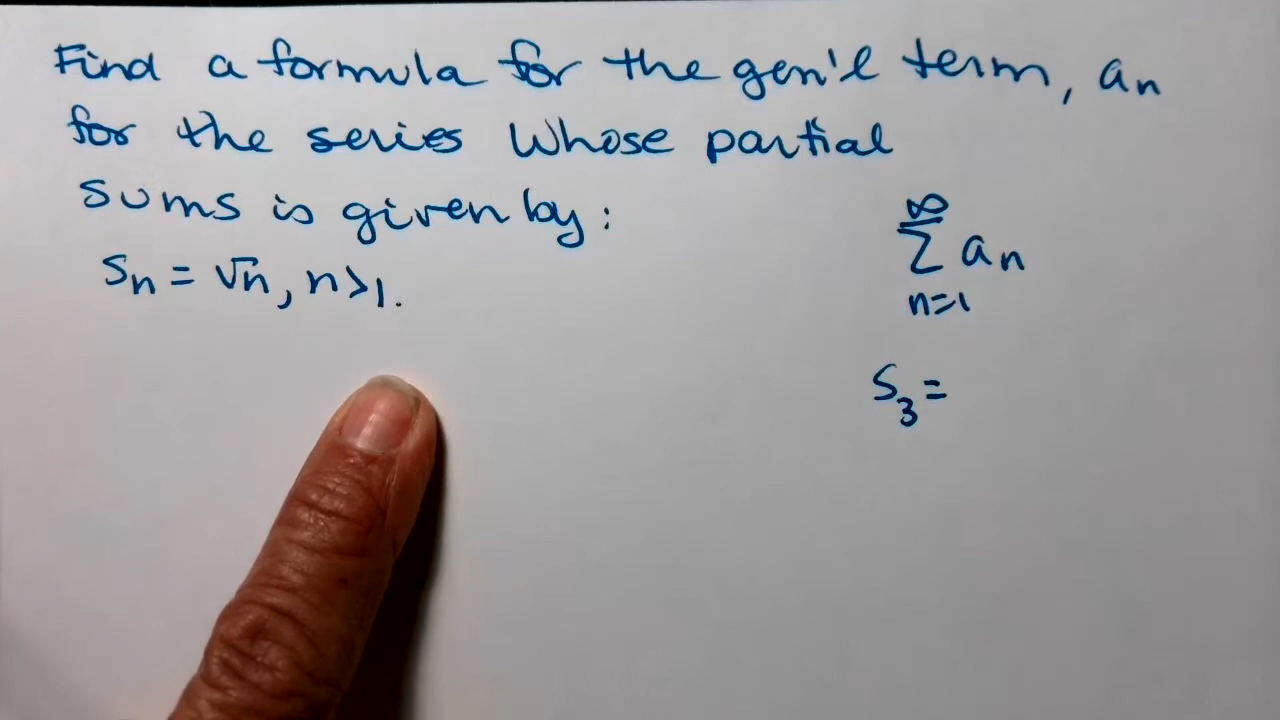 Find a formula for the gen'l term, an
for the series whose partial
sums is given by:
Sn = √n, n>1.
∞
∑ an
n=1
S3=